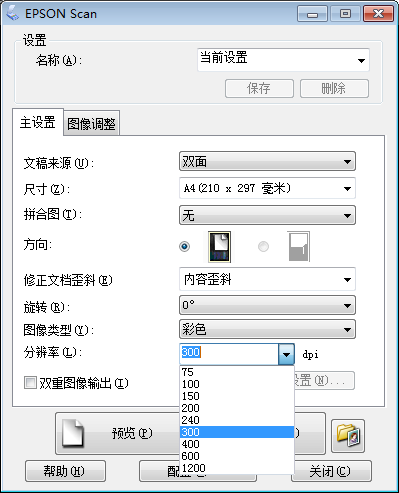 EPSON Scan
设置
名称(A): 当前设置
保存 删除
主设置 图像调整
文稿来源(U): 双面
尺寸(Z): A4(210 x 297 毫米)
拼合图(T): 无
方向:
修正文档歪斜(E) 内容歪斜
旋转(R): 0°
图像类型(Y): 彩色
分辨率(L): 300 dpi
75
双重图像输出(I) 设置(N)...
100
150
200
240
预览(P) 300 )
400
600
帮助(H) 配置 关闭(C)
1200